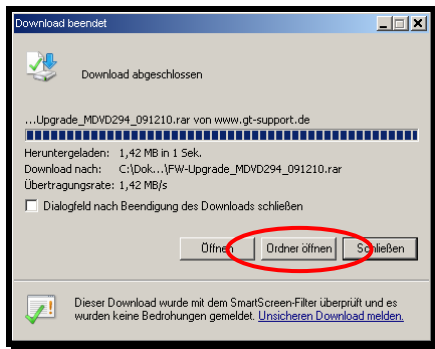 Download beendet
Download abgeschlossen
...Upgrade_MDVD294_091210.rar von www.gt-support.de
Heruntergeladen: 1,42 MB in 1 Sek.
Download nach: C:\Dok...\FW-Upgrade_MDVD294_091210.rar
Übertragungsrate: 1,42 MB/s
Dialogfeld nach Beendigung des Downloads schließen
Öffnen Ordner öffnen Schließen
Dieser Download wurde mit dem SmartScreen-Filter überprüft und es
wurden keine Bedrohungen gemeldet. Unsicheren Download melden.